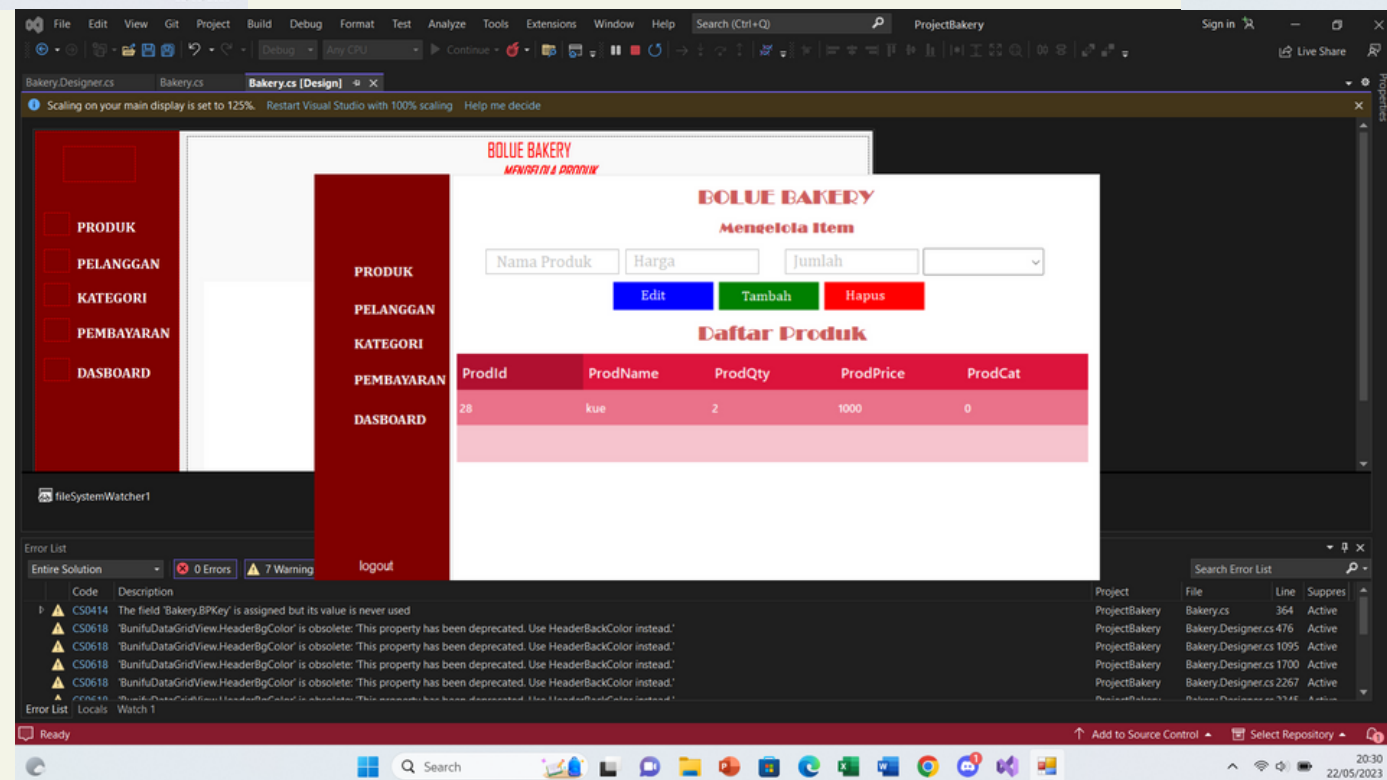 File Edit View Git Project Build Debug Format Test Analyze Tools Extensions Window Help Search (Ctrl+Q) ProjectBakery Sign in
Debug Any CPU Continue Live Share
Bakery.Designer.cs Bakery.cs Bakery.cs [Design]
Properties
Scaling on your main display is set to 125%. Restart Visual Studio with 100% scaling Help me decide
BOLUE BAKERY
MENGELOLA PRODUK
PRODUK
PELANGGAN
KATEGORI
PEMBAYARAN
DASBOARD
BOLUE BAKERY
Mengelola Item
Nama Produk Harga Jumlah
Edit Tambah Hapus
Daftar Produk
PRODUK
PELANGGAN
KATEGORI
PEMBAYARAN
DASBOARD
logout
ProdId ProdName ProdQty ProdPrice ProdCat
28 kue 2 1000 0
fileSystemWatcher1
Error List
Entire Solution 0 Errors 7 Warning Search Error List
Code Description Project File Line Suppres
CS0414 The field 'Bakery.BPKey' is assigned but its value is never used ProjectBakery Bakery.cs 364 Active
CS0618 'BunifuDataGridView.HeaderBgColor' is obsolete: 'This property has been deprecated. Use HeaderBackColor instead.' ProjectBakery Bakery.Designer.cs 476 Active
CS0618 'BunifuDataGridView.HeaderBgColor' is obsolete: 'This property has been deprecated. Use HeaderBackColor instead.' ProjectBakery Bakery.Designer.cs 1095 Active
CS0618 'BunifuDataGridView.HeaderBgColor' is obsolete: 'This property has been deprecated. Use HeaderBackColor instead.' ProjectBakery Bakery.Designer.cs 1700 Active
CS0618 'BunifuDataGridView.HeaderBgColor' is obsolete: 'This property has been deprecated. Use HeaderBackColor instead.' ProjectBakery Bakery.Designer.cs 2267 Active
Error List Locals Watch 1
Ready Add to Source Control Select Repository
Search
20:30
22/05/2023